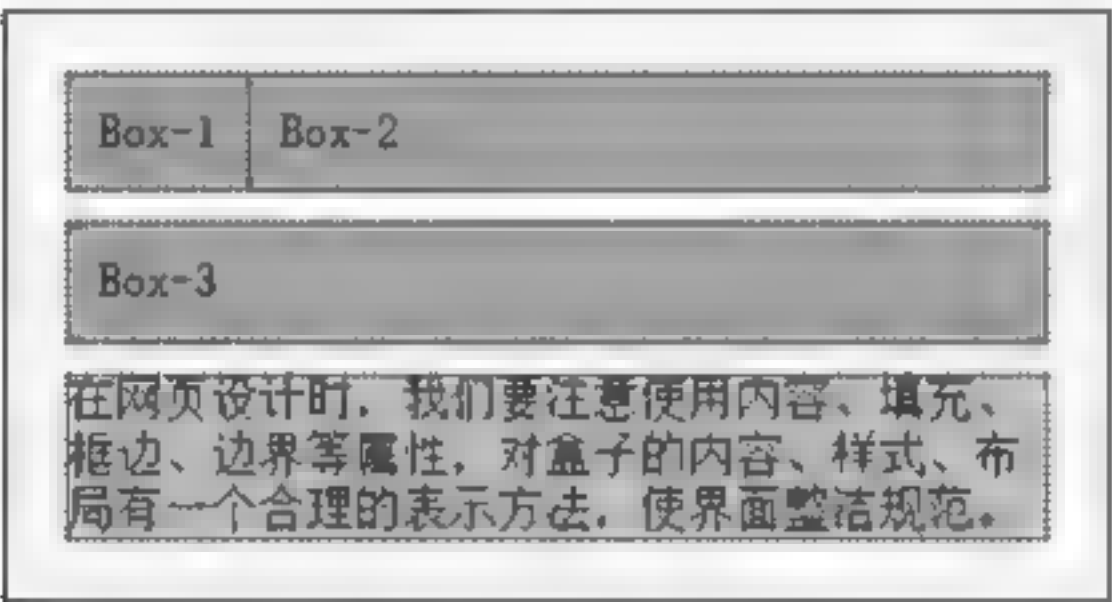 Box-1 Box-2
Box-3
在网页设计时，我们要注意使用内容、填充、
框边、边界等属性，对盒子的内容、样式、布
局有一个合理的表示方法，使界面整洁规范。